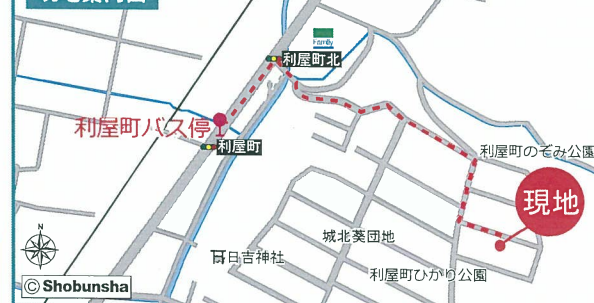 Family
利屋町北
利屋町バス停
利屋町
利屋町のぞみ公園
現地
城北葵団地
日吉神社
利屋町ひかり公園
N
© Shobunsha